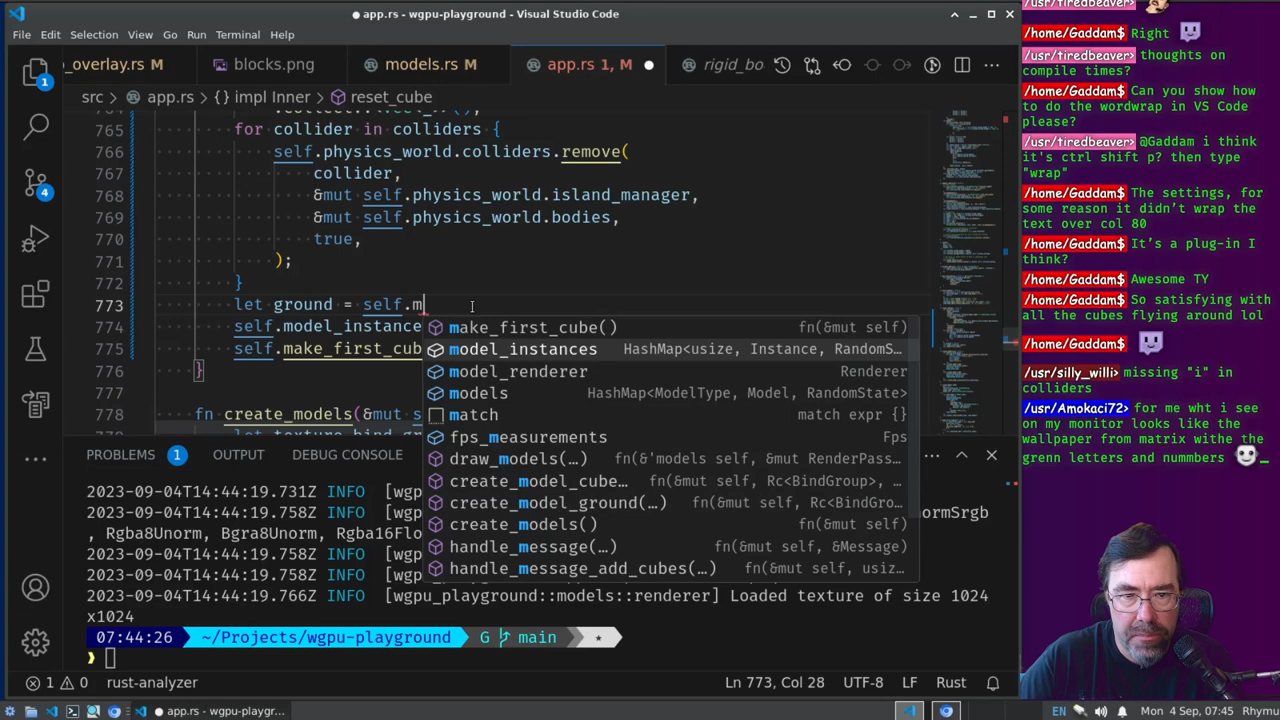 ● app.rs - wgpu-playground - Visual Studio Code
File Edit Selection View Go Run Terminal Help
_overlay.rs M blocks.png models.rs M app.rs 1, M ● rigid_bo
src > app.rs > {} impl Inner > reset_cube
765 for collider in colliders {
766 self.physics_world.colliders.remove(
767 collider,
768 &mut self.physics_world.island_manager,
&mut self.physics_world.bodies,
770 true,
771 );
}
773 ground = self.m
774 self.model_instance
775 self.make_first_cub
776 }
777
778 fn create_models(&mut s
make_first_cube() fn(&mut self)
model_instances HashMap<usize, Instance, RandomS…
model_renderer Renderer
models HashMap<ModelType, Model, RandomState>
match match expr {}
fps_measurements Fps
draw_models(…) fn(&'models self, &mut RenderPass…
create_model_cube… fn(&mut self, Rc<BindGroup>, …
create_model_ground(…) fn(&mut self, Rc<BindGro…
create_models() fn(&mut self)
handle_message(…) fn(&mut self, &Message)
handle_message_add_cubes(…) fn(&mut self, usiz…
PROBLEMS 1 OUTPUT DEBUG CONSOLE
2023-09-04T14:44:19.731Z INFO [wgp
2023-09-04T14:44:19.758Z INFO [wgp ormSrgb
, Rgba8Unorm, Bgra8Unorm, Rgba16Flo
2023-09-04T14:44:19.758Z INFO [wgp
2023-09-04T14:44:19.758Z INFO [wgp
2023-09-04T14:44:19.766Z INFO [wgpu_playground::models::renderer] Loaded texture of size 1024
x1024
07:44:26 ~/Projects/wgpu-playground G main ★
1 0 rust-analyzer Ln 773, Col 28 UTF-8 LF Rust
app.rs - wgpu-playgr… EN Mon 4 Sep, 07:45 Rhymu
/usr/tiredbeaver>
/home/Gaddam$ Right
/usr/tiredbeaver> thoughts on
compile times?
/home/Gaddam$ Can you show how
to do the wordwrap in VS Code
please?
/usr/tiredbeaver> @Gaddam i think
it's ctrl shift p? then type
"wrap"
/home/Gaddam$ The settings, for
some reason it didn’t wrap the
text over col 80
/home/Gaddam$ It’s a plug-in I
think?
/home/Gaddam$ Awesome TY
/home/Gaddam$ So satisfying with
all the cubes flying around lol
/home/Gaddam$
/usr/silly_willi> missing "i" in
colliders
/usr/Amokaci72> for me wht i see
on my monitor looks like the
wallpaper from matrix withe the
grenn letters and nummbers